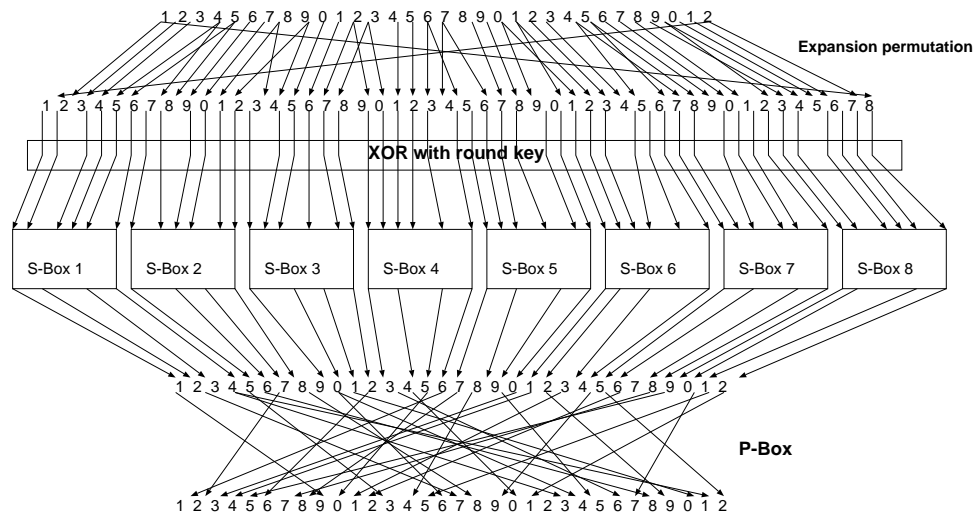 1 2 3 4 5 6 7 8 9 0 1 2 3 4 5 6 7 8 9 0 1 2 3 4 5 6 7 8 9 0 1 2
Expansion permutation
1 2 3 4 5 6 7 8 9 0 1 2 3 4 5 6 7 8 9 0 1 2 3 4 5 6 7 8 9 0 1 2 3 4 5 6 7 8 9 0 1 2 3 4 5 6 7 8
XOR with round key
S-Box 1 S-Box 2 S-Box 3 S-Box 4 S-Box 5 S-Box 6 S-Box 7 S-Box 8
1 2 3 4 5 6 7 8 9 0 1 2 3 4 5 6 7 8 9 0 1 2 3 4 5 6 7 8 9 0 1 2
P-Box
1 2 3 4 5 6 7 8 9 0 1 2 3 4 5 6 7 8 9 0 1 2 3 4 5 6 7 8 9 0 1 2